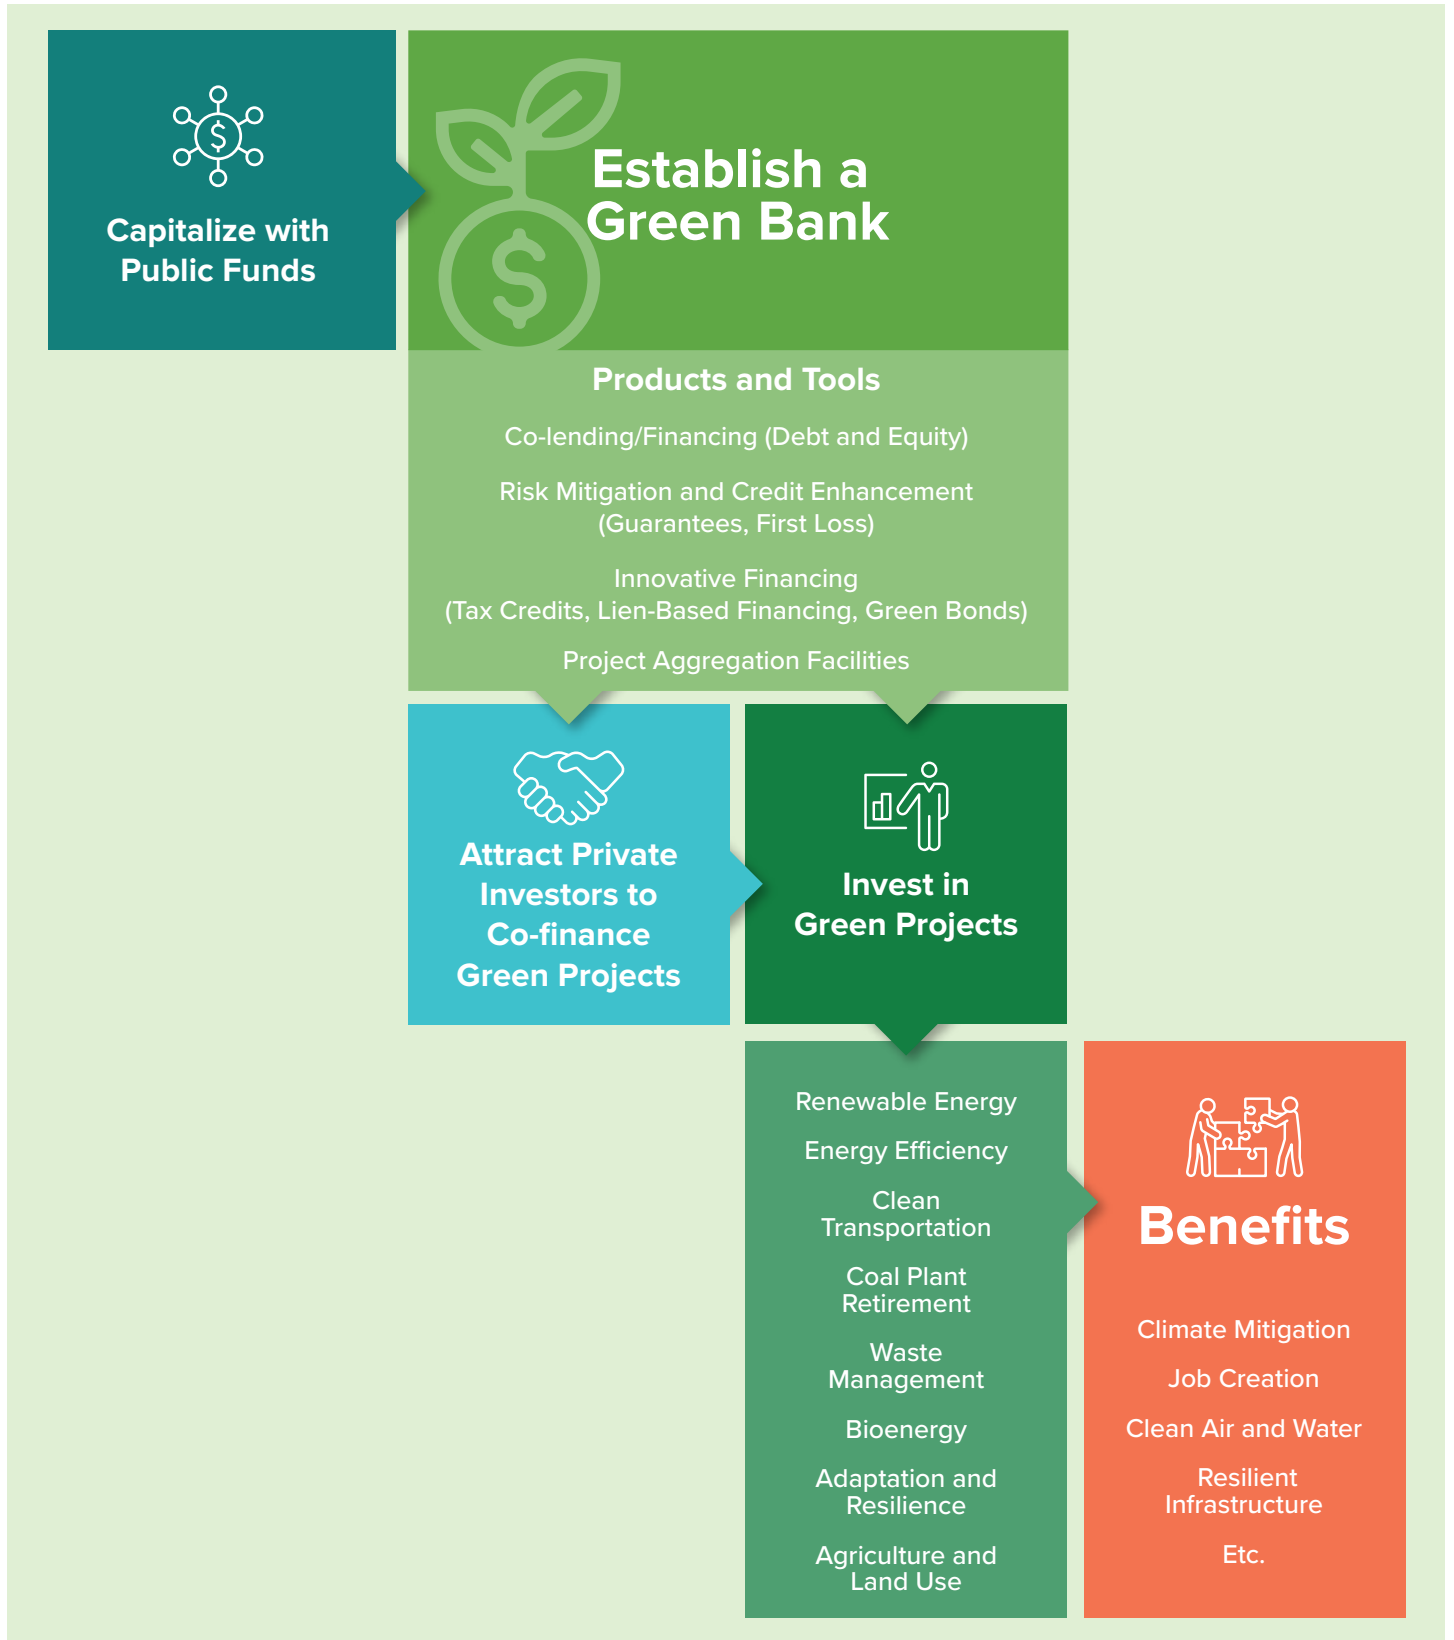 Capitalize with
Public Funds
Establish a
Green Bank
Products and Tools
Co-lending/Financing (Debt and Equity)
Risk Mitigation and Credit Enhancement
(Guarantees, First Loss)
Innovative Financing
(Tax Credits, Lien-Based Financing, Green Bonds)
Project Aggregation Facilities
Attract Private
Investors to
Co-finance
Green Projects
Invest in
Green Projects
Renewable Energy
Energy Efficiency
Clean
Transportation
Coal Plant
Retirement
Waste
Management
Bioenergy
Adaptation and
Resilience
Agriculture and
Land Use
Benefits
Climate Mitigation
Job Creation
Clean Air and Water
Resilient
Infrastructure
Etc.